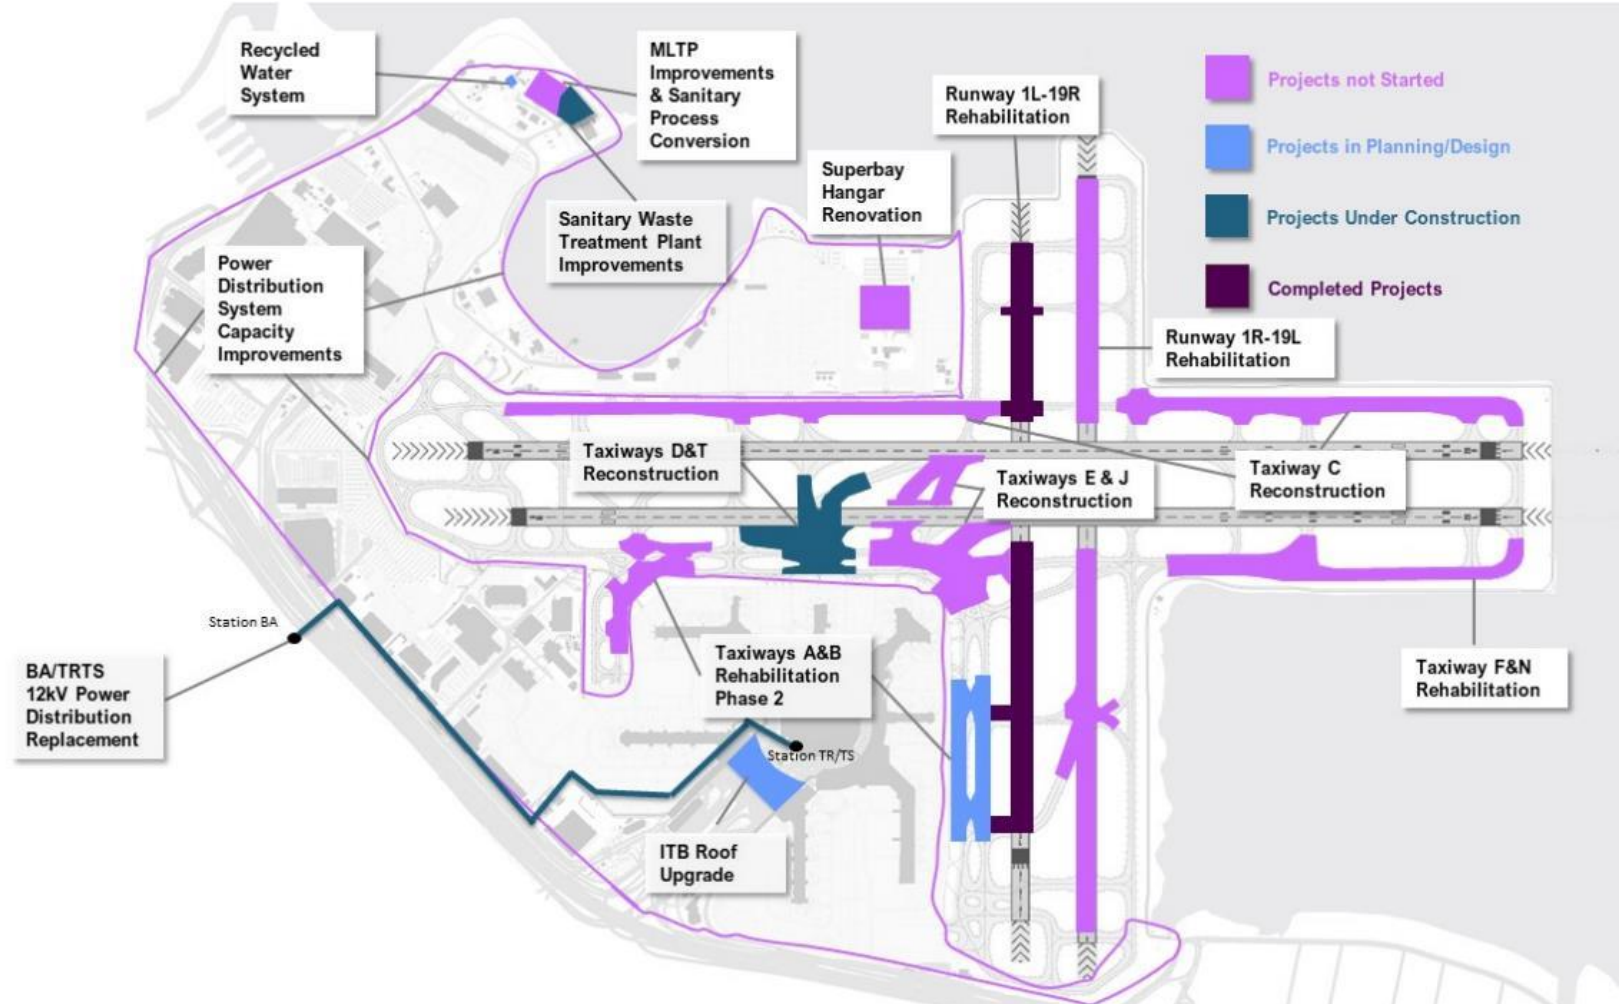 Recycled
Water
System
MLTP
Improvements
& Sanitary
Process
Conversion
Runway 1L-19R
Rehabilitation
Projects not Started
Projects in Planning/Design
Projects Under Construction
Completed Projects
Superbay
Hangar
Renovation
Sanitary Waste
Treatment Plant
Improvements
Power
Distribution
System
Capacity
Improvements
Runway 1R-19L
Rehabilitation
Taxiways D&T
Reconstruction
Taxiways E & J
Reconstruction
Taxiway C
Reconstruction
Station BA
BA/TRTS
12kV Power
Distribution
Replacement
Taxiways A&B
Rehabilitation
Phase 2
Taxiway F&N
Rehabilitation
Station TR/TS
ITB Roof
Upgrade